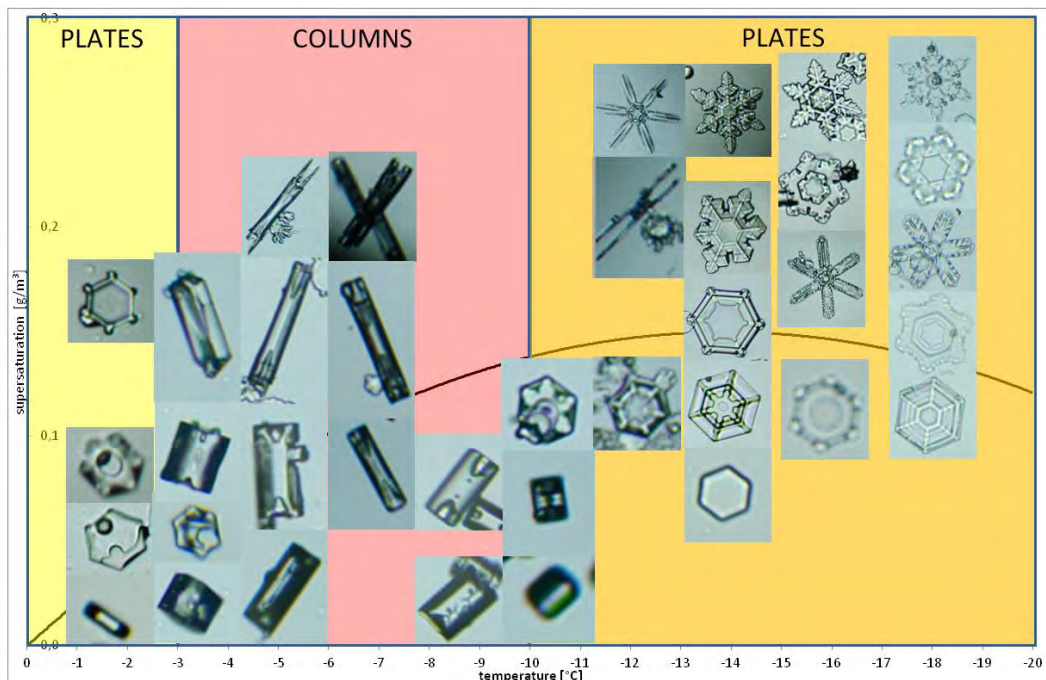 PLATES
COLUMNS
PLATES
0,3
0,2
0,1
0,0
supersaturation [g/m³]
0 -1 -2 -3 -4 -5 -6 -7 -8 -9 -10 -11 -12 -13 -14 -15 -16 -17 -18 -19 -20
temperature [°C]